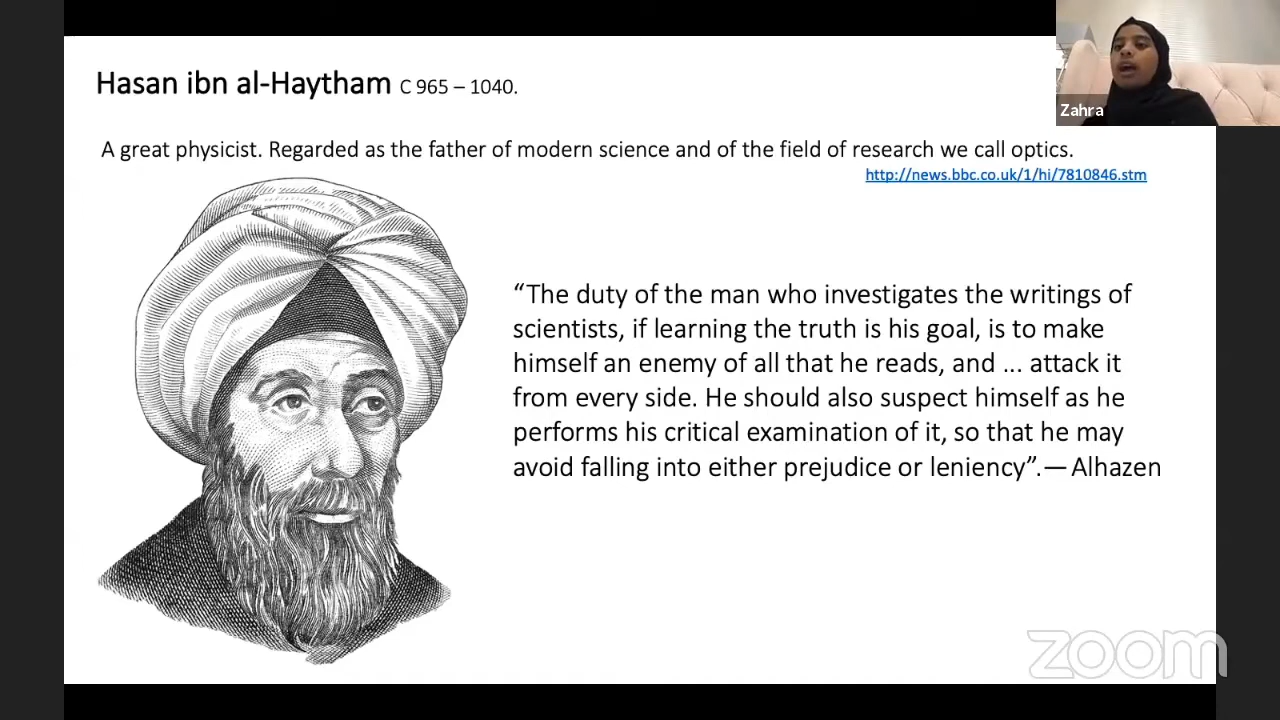 Hasan ibn al-Haytham C 965 – 1040.
Zahra
A great physicist. Regarded as the father of modern science and of the field of research we call optics.
http://news.bbc.co.uk/1/hi/7810846.stm
“The duty of the man who investigates the writings of
scientists, if learning the truth is his goal, is to make
himself an enemy of all that he reads, and ... attack it
from every side. He should also suspect himself as he
performs his critical examination of it, so that he may
avoid falling into either prejudice or leniency”.— Alhazen
zoom